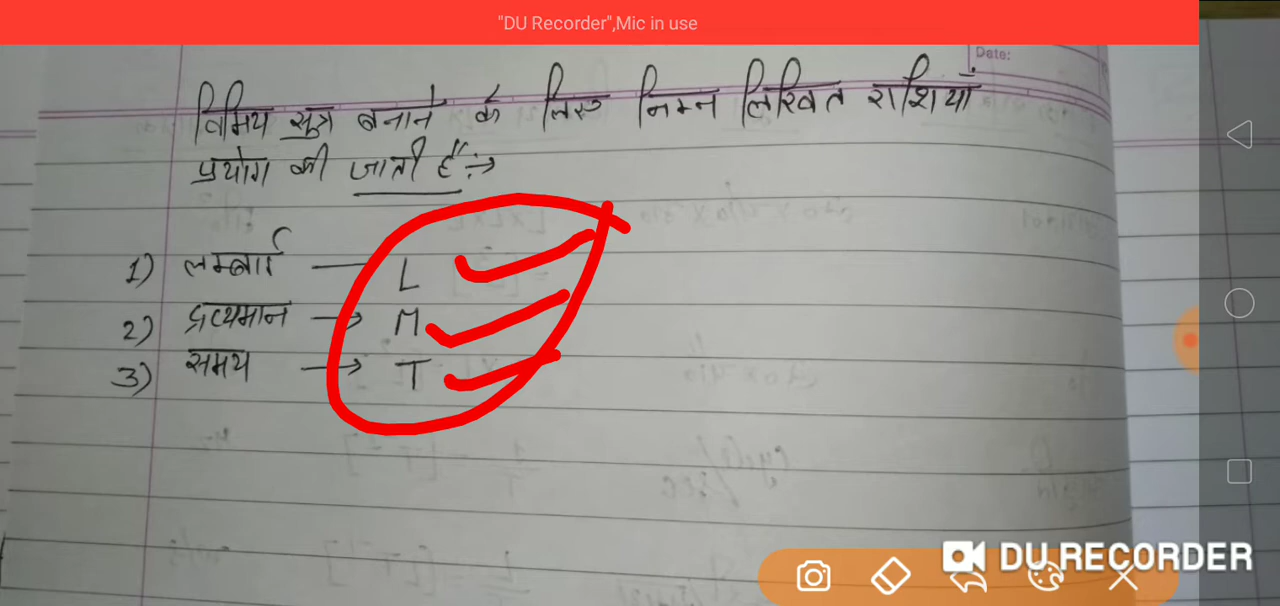 "DU Recorder",Mic in use
Date:
विमिय सूत्र बनाने के लिए निम्न लिखित राशियाँ
प्रयोग की जाती हैं" :→
1) लम्बाई — L
2) द्रव्यमान → M
3) समय → T
DU RECORDER